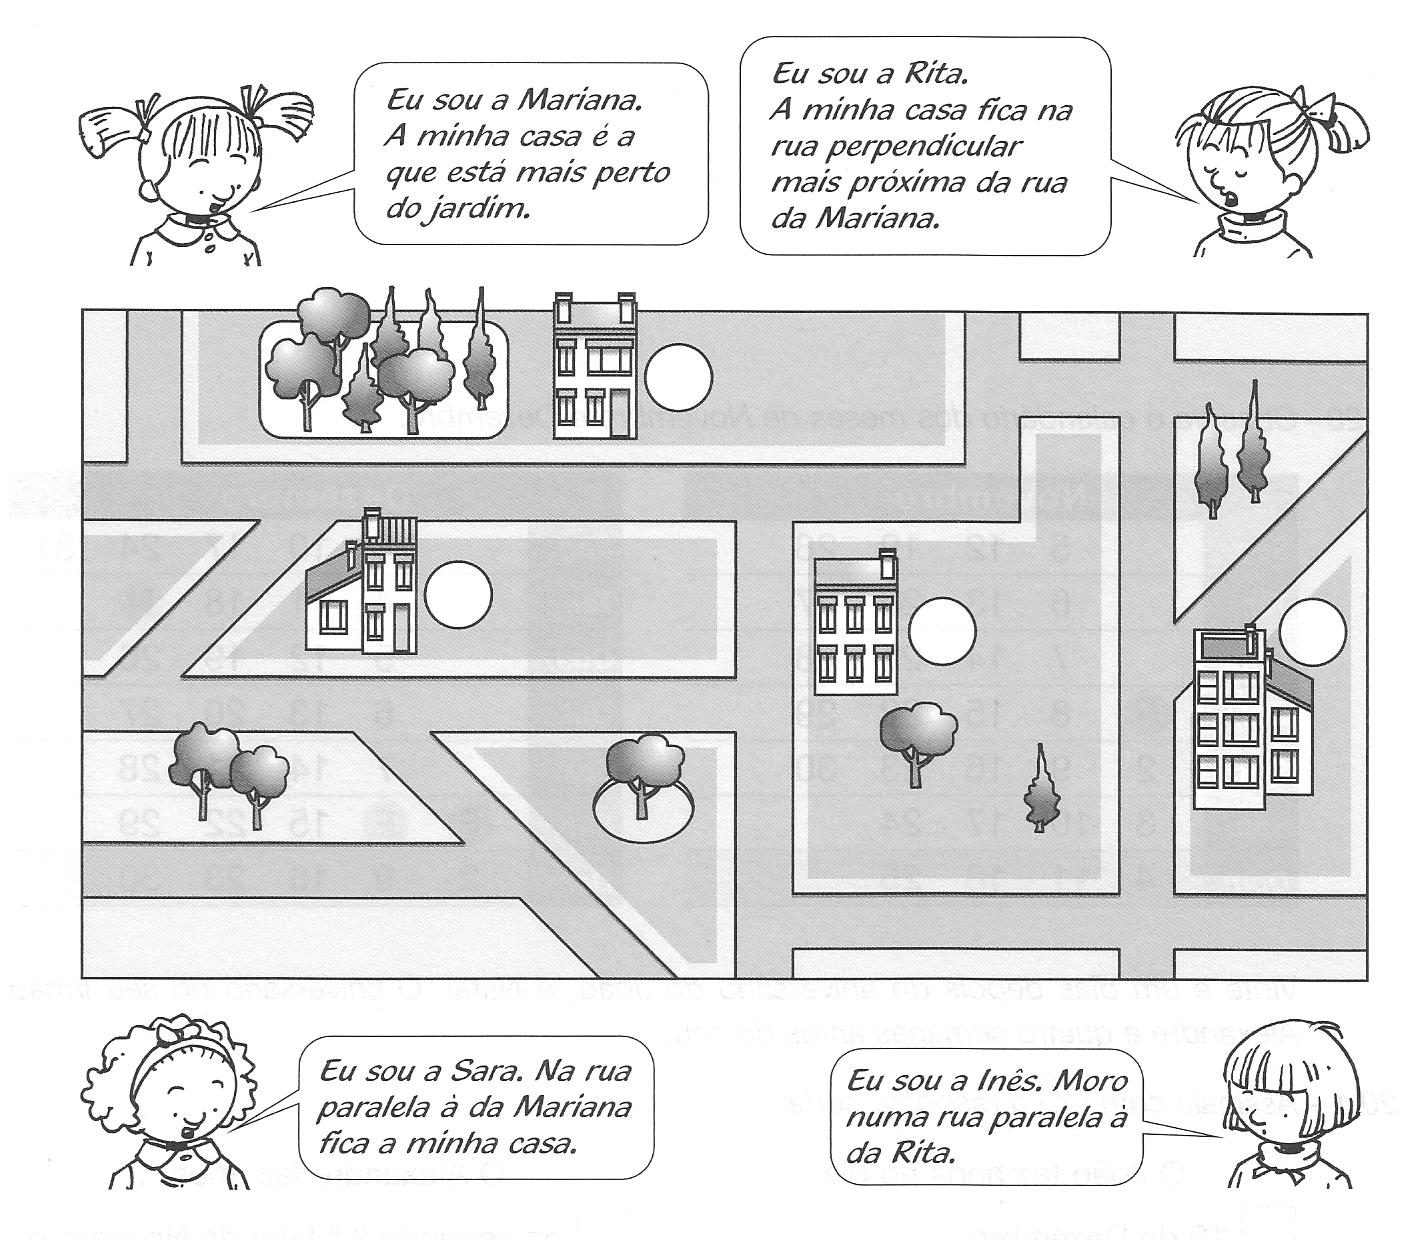 Eu sou a Mariana.
A minha casa é a
que está mais perto
do jardim.
Eu sou a Rita.
A minha casa fica na
rua perpendicular
mais próxima da rua
da Mariana.
Eu sou a Sara. Na rua
paralela à da Mariana
fica a minha casa.
Eu sou a Inês. Moro
numa rua paralela à
da Rita.